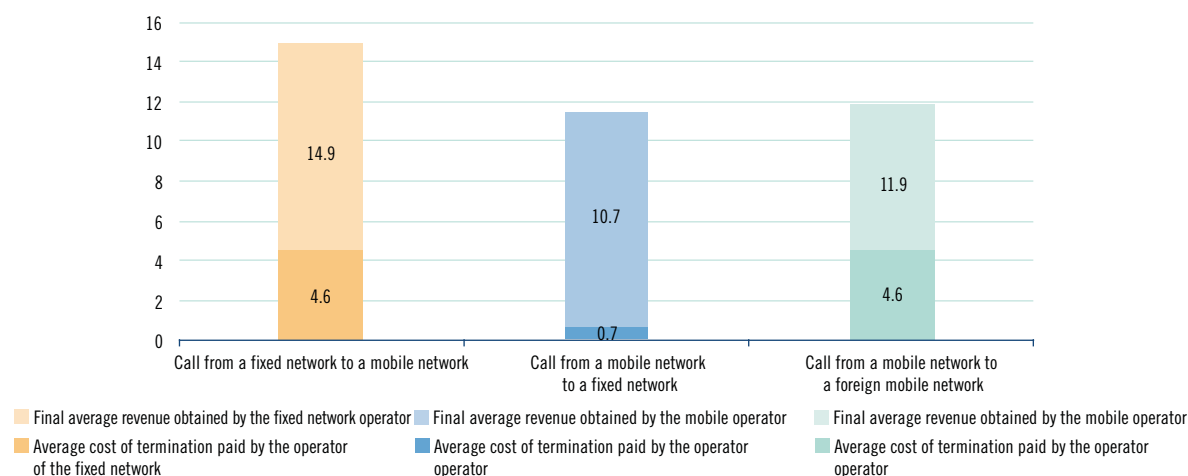 16
14
12
10
8
6
4
2
0
14.9
4.6
10.7
0.7
11.9
4.6
Call from a fixed network to a mobile network
Call from a mobile network
to a fixed network
Call from a mobile network to
a foreign mobile network
Final average revenue obtained by the fixed network operator
Average cost of termination paid by the operator
of the fixed network
Final average revenue obtained by the mobile operator
Average cost of termination paid by the operator
operator
Final average revenue obtained by the mobile operator
Average cost of termination paid by the operator
operator